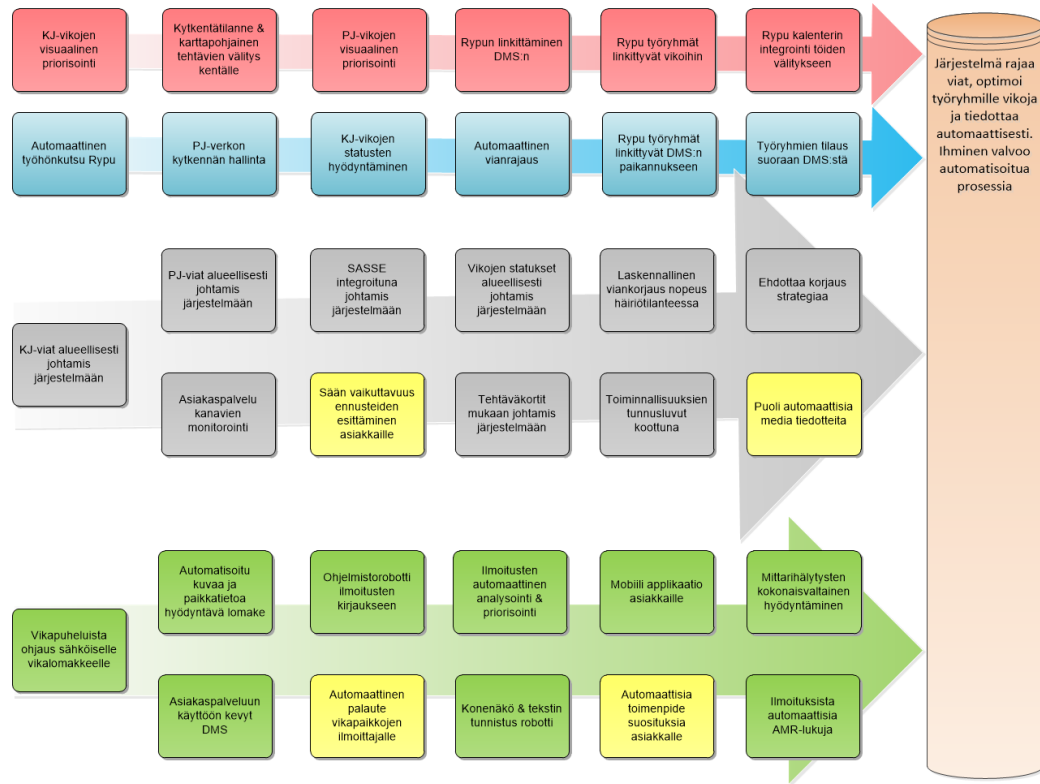 KJ-vikojen
visuaalinen
priorisointi
Kytkentätilanne &
karttapohjainen
tehtävien välitys
kentälle
PJ-vikojen
visuaalinen
priorisointi
Rypun linkittäminen
DMS:n
Rypu työryhmät
linkittyvät vikoihin
Rypu kalenterin
integrointi töiden
välitykseen
Järjestelmä rajaa
viat, optimoi
työryhmille vikoja
ja tiedottaa
automaattisesti.
Ihminen valvoo
automatisoitua
prosessia
Automaattinen
työhönkutsu Rypu
PJ-verkon
kytkennän hallinta
KJ-vikojen
statusten
hyödyntäminen
Automaattinen
vianrajaus
Rypu työryhmät
linkittyvät DMS:n
paikannukseen
Työryhmien tilaus
suoraan DMS:stä
KJ-viat alueellisesti
johtamis
järjestelmään
PJ-viat alueellisesti
johtamis
järjestelmään
SASSE
integroituna
johtamis
järjestelmään
Vikojen statukset
alueellisesti
johtamis
järjestelmään
Laskennallinen
viankorjaus nopeus
häiriötilanteessa
Ehdottaa korjaus
strategiaa
Asiakaspalvelu
kanavien
monitorointi
Sään vaikuttavuus
ennusteiden
esittäminen
asiakkaille
Tehtäväkortit
mukaan johtamis
järjestelmään
Toiminnallisuuksien
tunnusluvut
koottuna
Puoli automaattisia
media tiedotteita
Vikapuheluista
ohjaus sähköiselle
vikalomakkeelle
Automatisoitu
kuvaa ja
paikkatietoa
hyödyntävä lomake
Ohjelmistorobotti
ilmoitusten
kirjaukseen
Ilmoitusten
automaattinen
analysointi &
priorisointi
Mobiili applikaatio
asiakkaille
Mittarihälytysten
kokonaisvaltainen
hyödyntäminen
Asiakaspalveluun
käyttöön kevyt
DMS
Automaattinen
palaute
vikapaikkojen
ilmoittajalle
Konenäkö & tekstin
tunnistus robotti
Automaattisia
toimenpide
suosituksia
asiakkalle
Ilmoituksista
automaattisia
AMR-lukuja